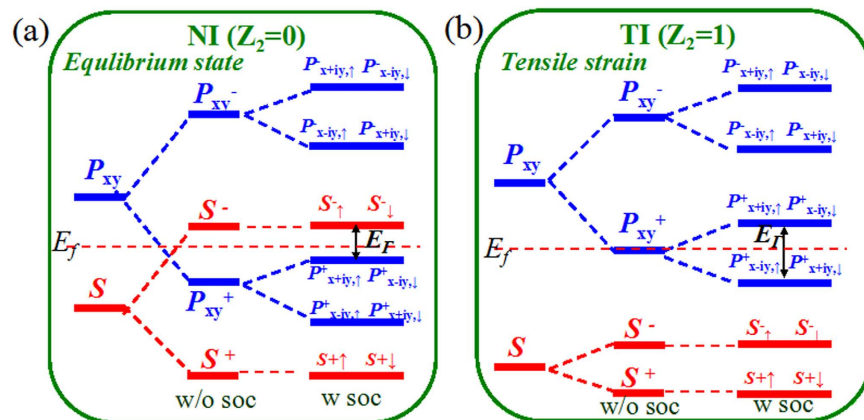 (a) NI (Z₂=0)
Equlibrium state
P⁻x+iy,↑ P⁻x-iy,↓
Pxy⁻
P⁻x-iy,↑ P⁻x+iy,↓
Pxy
S⁻ S⁻↑ S⁻↓
Ef EΓ
P⁺x+iy,↑ P⁺x-iy,↓
S Pxy⁺
P⁺x-iy,↑ P⁺x+iy,↓
S⁺ S+↑ S+↓
w/o soc w soc
(b) TI (Z₂=1)
Tensile strain
P⁻x+iy,↑ P⁻x-iy,↓
Pxy⁻
P⁻x-iy,↑ P⁻x+iy,↓
Pxy
P⁺x+iy,↑ P⁺x-iy,↓
Pxy⁺
Ef EΓ
P⁺x-iy,↑ P⁺x+iy,↓
S S⁻ S⁻↑ S⁻↓
S⁺ S+↑ S+↓
w/o soc w soc